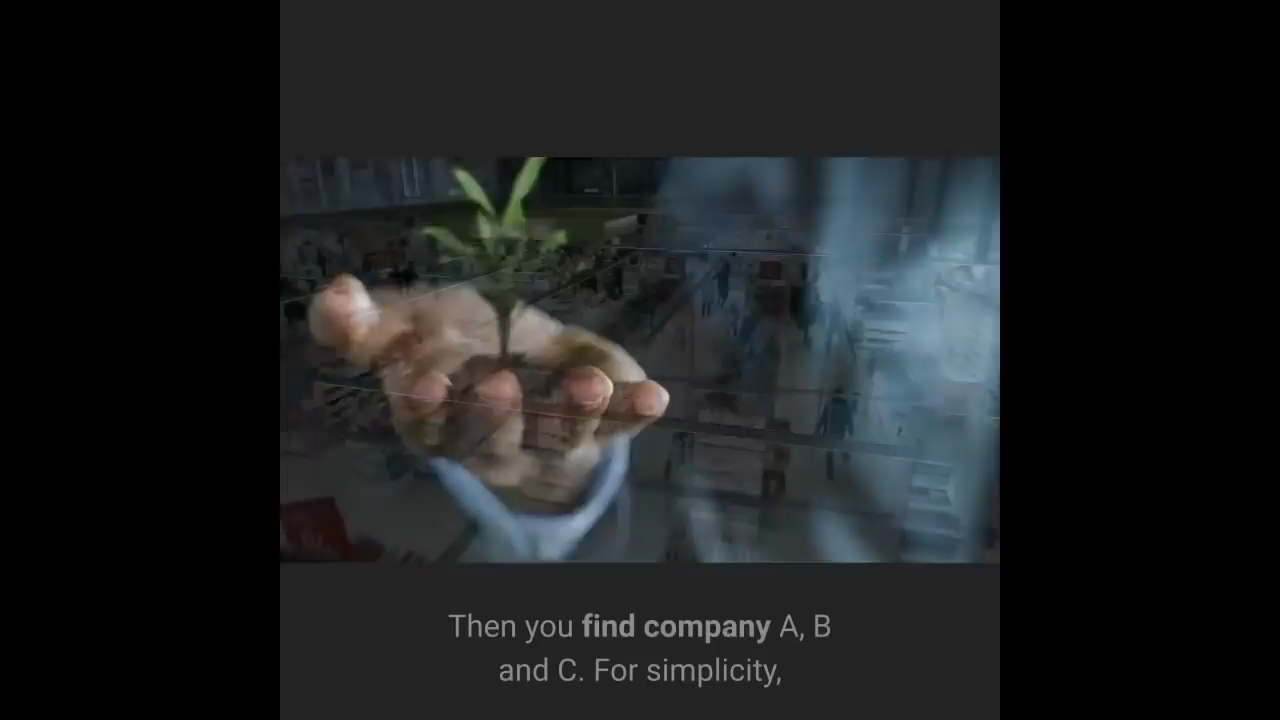 Then you find company A, B
and C. For simplicity,